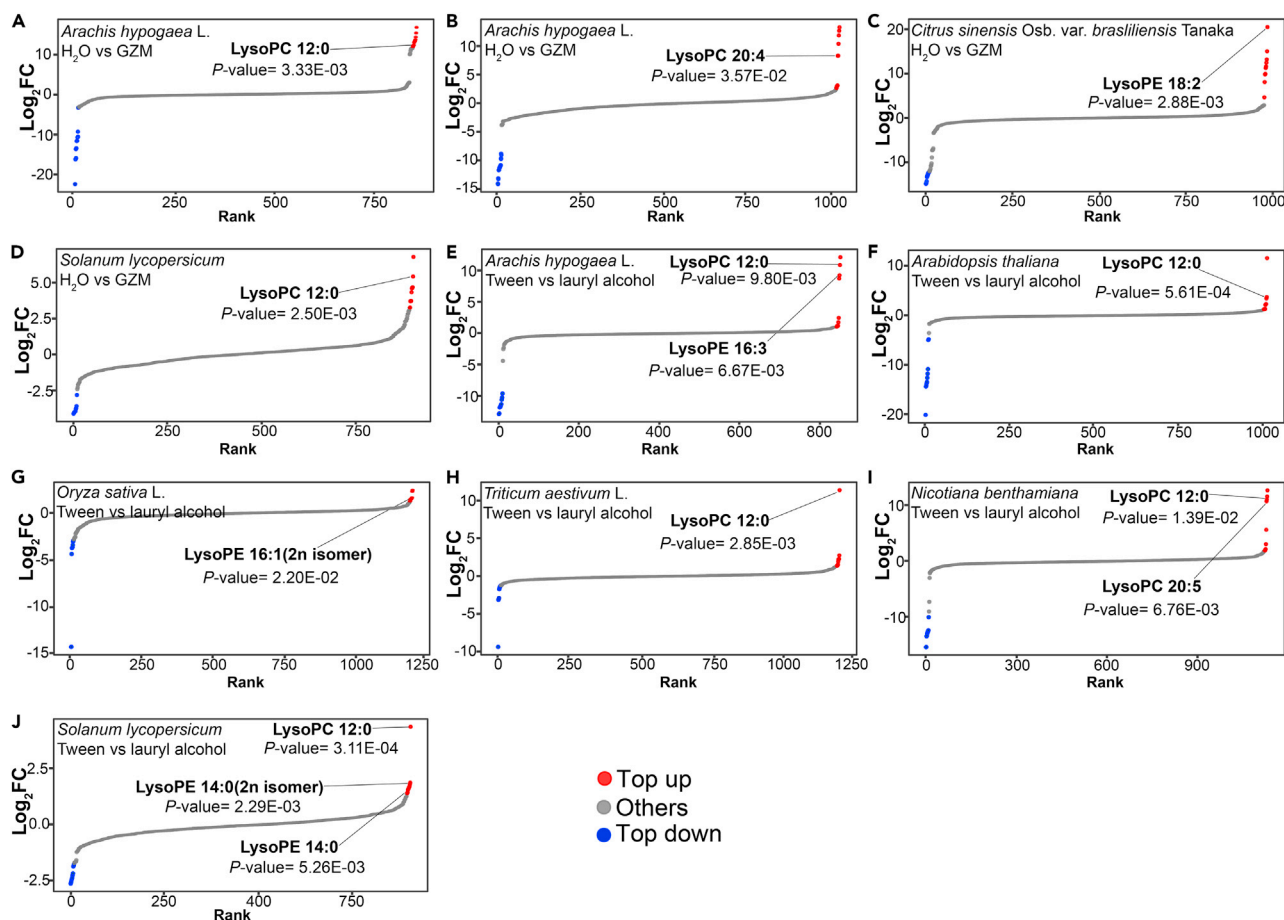 A
Arachis hypogaea L.
H2O vs GZM
LysoPC 12:0
P-value= 3.33E-03
Log2FC
10
0
-10
-20
0
250
500
750
Rank
B
Arachis hypogaea L.
H2O vs GZM
LysoPC 20:4
P-value= 3.57E-02
Log2FC
10
5
0
-5
-10
-15
0
250
500
750
1000
Rank
C
Citrus sinensis Osb. var. brasliliensis Tanaka
H2O vs GZM
LysoPE 18:2
P-value= 2.88E-03
Log2FC
20
10
0
-10
0
250
500
750
1000
Rank
D
Solanum lycopersicum
H2O vs GZM
LysoPC 12:0
P-value= 2.50E-03
Log2FC
5.0
2.5
0
-2.5
0
250
500
750
Rank
E
Arachis hypogaea L.
Tween vs lauryl alcohol
LysoPC 12:0
P-value= 9.80E-03
LysoPE 16:3
P-value= 6.67E-03
Log2FC
10
5
0
-5
-10
0
200
400
600
800
Rank
F
Arabidopsis thaliana
Tween vs lauryl alcohol
LysoPC 12:0
P-value= 5.61E-04
Log2FC
10
0
-10
-20
0
250
500
750
1000
Rank
G
Oryza sativa L.
Tween vs lauryl alcohol
LysoPE 16:1(2n isomer)
P-value= 2.20E-02
Log2FC
0
-5
-10
-15
0
250
500
750
1000
1250
Rank
H
Triticum aestivum L.
Tween vs lauryl alcohol
LysoPC 12:0
P-value= 2.85E-03
Log2FC
10
5
0
-5
-10
0
250
500
750
1000
1250
Rank
I
Nicotiana benthamiana
Tween vs lauryl alcohol
LysoPC 12:0
P-value= 1.39E-02
LysoPC 20:5
P-value= 6.76E-03
Log2FC
10
0
-10
0
300
600
900
Rank
J
Solanum lycopersicum
Tween vs lauryl alcohol
LysoPC 12:0
P-value= 3.11E-04
LysoPE 14:0(2n isomer)
P-value= 2.29E-03
LysoPE 14:0
P-value= 5.26E-03
Log2FC
2.5
0.0
-2.5
0
250
400
750
Rank
Top up
Others
Top down